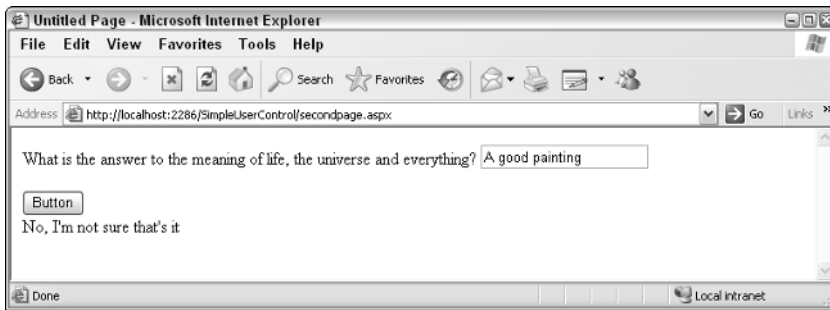 Untitled Page - Microsoft Internet Explorer
File Edit View Favorites Tools Help
Back Search Favorites
Address http://localhost:2286/SimpleUserControl/secondpage.aspx Go Links »
What is the answer to the meaning of life, the universe and everything? A good painting
Button
No, I'm not sure that's it
Done Local intranet